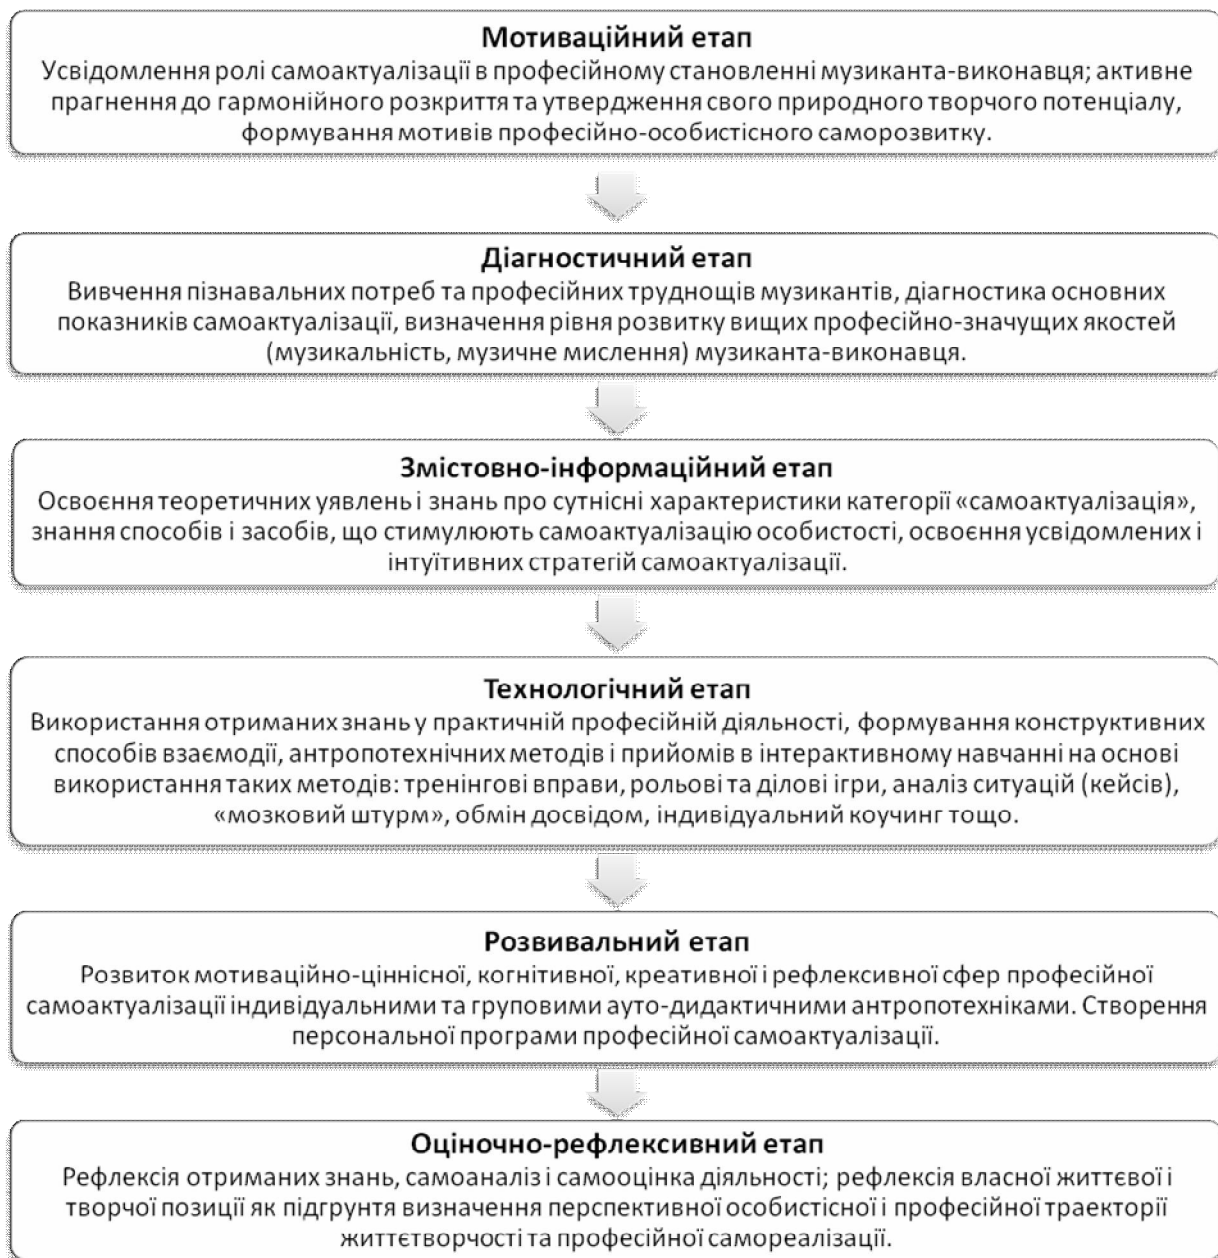 Мотиваційний етап
Усвідомлення ролі самоактуалізації в професійному становленні музиканта-виконавця; активне
прагнення до гармонійного розкриття та утвердження свого природного творчого потенціалу,
формування мотивів професійно-особистісного саморозвитку.
Діагностичний етап
Вивчення пізнавальних потреб та професійних труднощів музикантів, діагностика основних
показників самоактуалізації, визначення рівня розвитку вищих професійно-значущих якостей
(музикальність, музичне мислення) музиканта-виконавця.
Змістовно-інформаційний етап
Освоєння теоретичних уявлень і знань про сутнісні характеристики категорії «самоактуалізація»,
знання способів і засобів, що стимулюють самоактуалізацію особистості, освоєння усвідомлених і
інтуїтивних стратегій самоактуалізації.
Технологічний етап
Використання отриманих знань у практичній професійній діяльності, формування конструктивних
способів взаємодії, антропотехнічних методів і прийомів в інтерактивному навчанні на основі
використання таких методів: тренінгові вправи, рольові та ділові ігри, аналіз ситуацій (кейсів),
«мозковий штурм», обмін досвідом, індивідуальний коучинг тощо.
Розвивальний етап
Розвиток мотиваційно-ціннісної, когнітивної, креативної і рефлексивної сфер професійної
самоактуалізації індивідуальними та груповими ауто-дидактичними антропотехніками. Створення
персональної програми професійної самоактуалізації.
Оціночно-рефлексивний етап
Рефлексія отриманих знань, самоаналіз і самооцінка діяльності; рефлексія власної життєвої і
творчої позиції як підгрунтя визначення перспективної особистісної і професійної траекторії
життєтворчості та професійної самореалізації.